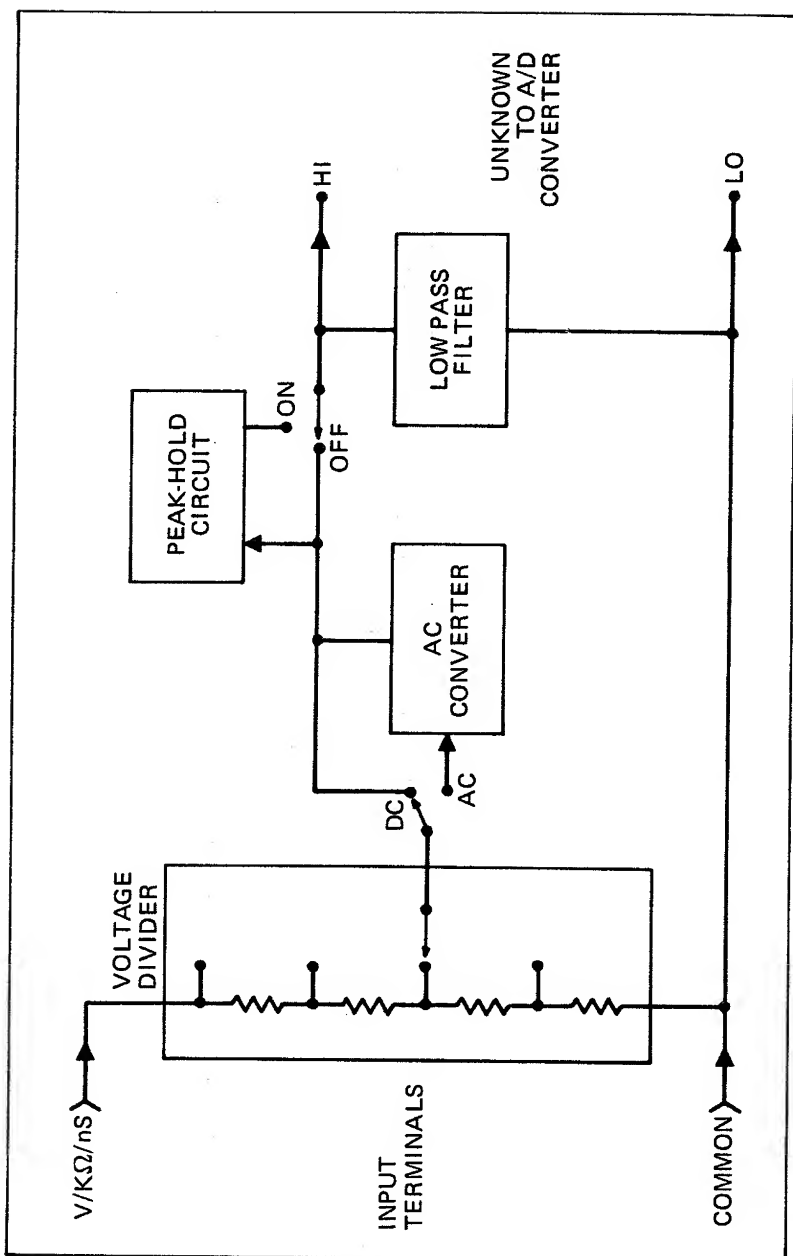 V/KΩ/nS
VOLTAGE
DIVIDER
INPUT
TERMINALS
COMMON
DC
AC
AC
CONVERTER
PEAK-HOLD
CIRCUIT
ON
OFF
LOW PASS
FILTER
HI
UNKNOWN
TO A/D
CONVERTER
LO